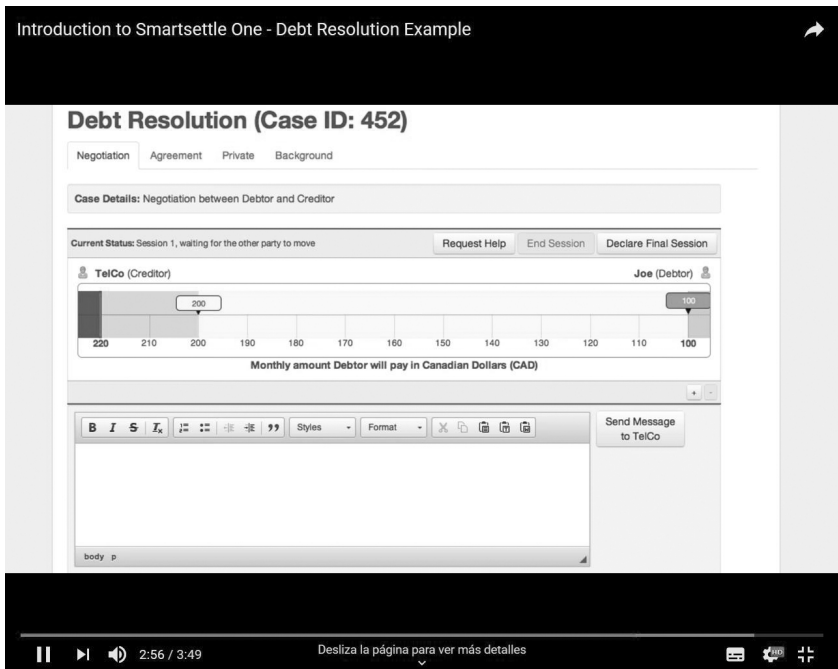 Introduction to Smartsettle One - Debt Resolution Example
Debt Resolution (Case ID: 452)
Negotiation Agreement Private Background
Case Details: Negotiation between Debtor and Creditor
Current Status: Session 1, waiting for the other party to move Request Help End Session Declare Final Session
TelCo (Creditor) Joe (Debtor)
200 100
220 210 200 190 180 170 160 150 140 130 120 110 100
Monthly amount Debtor will pay in Canadian Dollars (CAD)
+ -
B I S Tx Styles Format
Send Message
to TelCo
body p
2:56 / 3:49 Desliza la página para ver más detalles HD